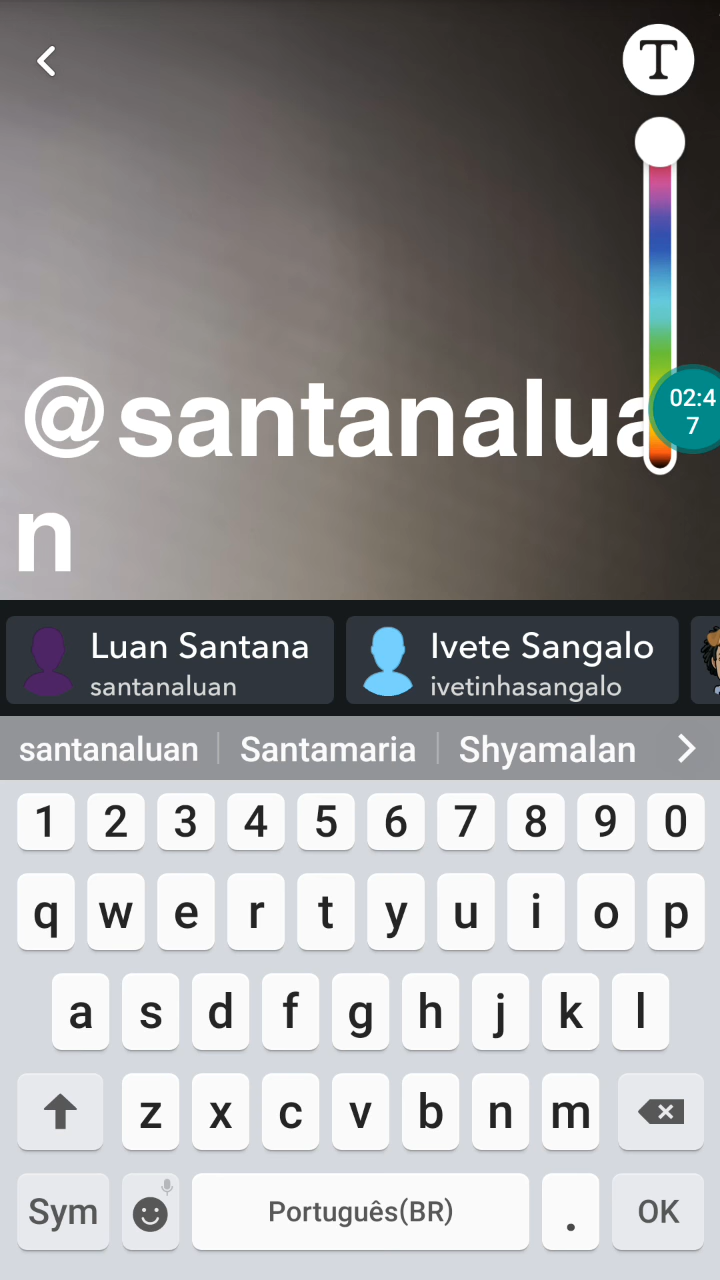 T
@santanalua
n
02:4
7
Luan Santana
santanaluan
Ivete Sangalo
ivetinhasangalo
santanaluan Santamaria Shyamalan
1 2 3 4 5 6 7 8 9 0
q w e r t y u i o p
a s d f g h j k l
z x c v b n m
Sym Português(BR) . OK